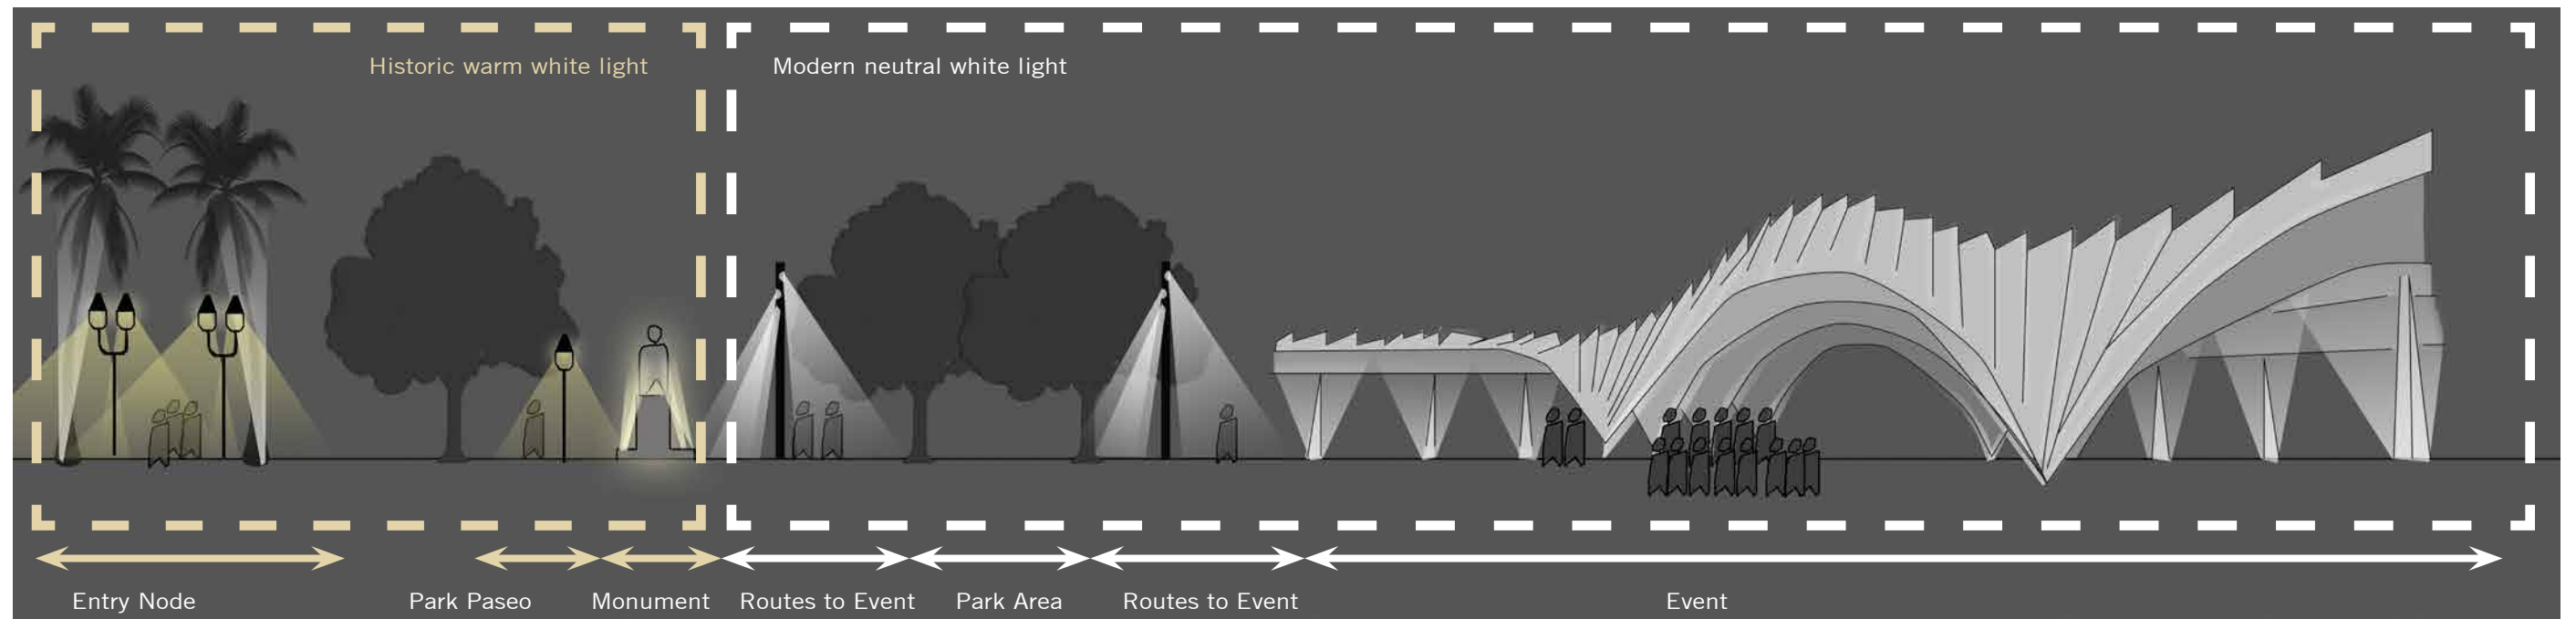 Historic warm white light
Modern neutral white light
Entry Node
Park Paseo
Monument
Routes to Event
Park Area
Routes to Event
Event